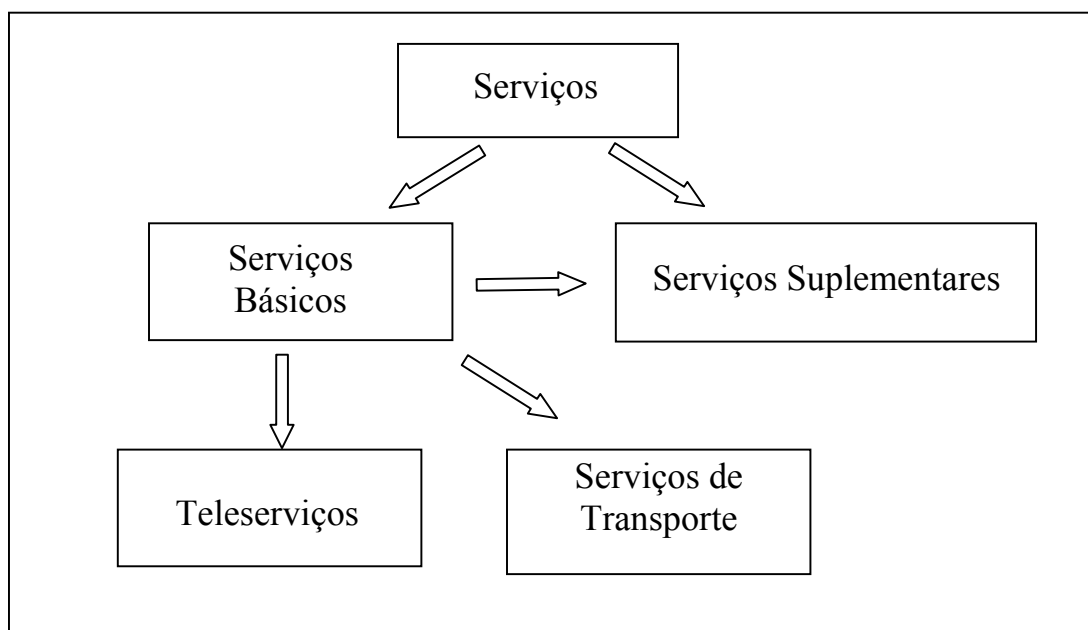 Serviços
Serviços
Básicos
Serviços Suplementares
Teleserviços
Serviços de
Transporte